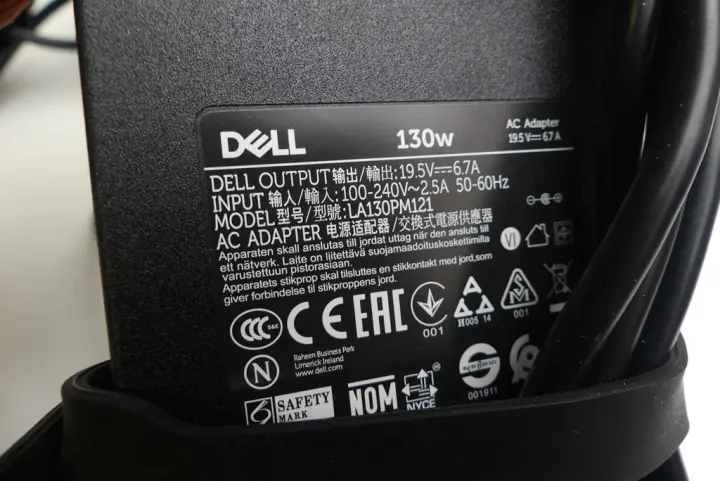 DELL 130w AC Adapter
19.5V⎓6.7A
DELL OUTPUT 输出/輸出:19.5V⎓6.7A
INPUT 输入/輸入:100-240V~2.5A 50-60Hz
MODEL 型号/型號:LA130PM121
AC ADAPTER 电源适配器/交換式電源供應器
Apparaten skall anslutas till jordat uttag när den ansluts till
ett nätverk. Laite on liitettävä suojamaadoituskoskettimilla
varustettuun pistorasiaan.
Apparatets stikprop skal tilsluttes en stikkontakt med jord,som
giver forbindelse til stikproppens jord.
VI
CCC S&E CE EAC 001 H005 14 001
N
Raheen Business Park
Limerick Ireland
www.dell.com
001911
SAFETY
MARK
NOM
NYCE